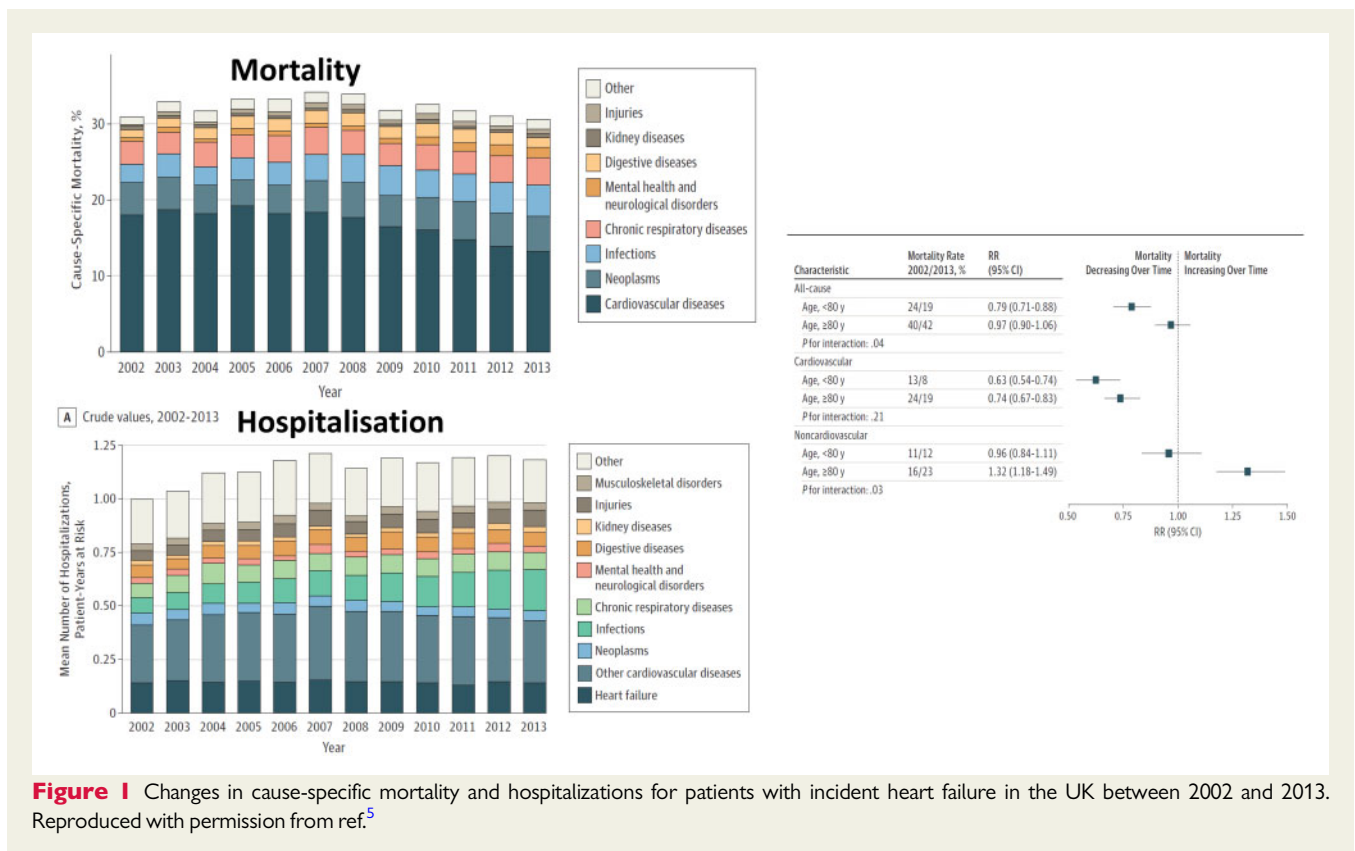 Mortality
Cause-Specific Mortality, %
30
20
10
0
2002 2003 2004 2005 2006 2007 2008 2009 2010 2011 2012 2013
Year
Other
Injuries
Kidney diseases
Digestive diseases
Mental health and
neurological disorders
Chronic respiratory diseases
Infections
Neoplasms
Cardiovascular diseases
A Crude values, 2002-2013
Hospitalisation
Mean Number of Hospitalizations,
Patient-Years at Risk
1.25
1.00
0.75
0.50
0.25
0
2002 2003 2004 2005 2006 2007 2008 2009 2010 2011 2012 2013
Year
Other
Musculoskeletal disorders
Injuries
Kidney diseases
Digestive diseases
Mental health and
neurological disorders
Chronic respiratory diseases
Infections
Neoplasms
Other cardiovascular diseases
Heart failure
Mortality Rate RR Mortality Mortality
Characteristic 2002/2013, % (95% CI) Decreasing Over Time Increasing Over Time
All-cause
Age, <80 y 24/19 0.79 (0.71-0.88)
Age, ≥80 y 40/42 0.97 (0.90-1.06)
P for interaction: .04
Cardiovascular
Age, <80 y 13/8 0.63 (0.54-0.74)
Age, ≥80 y 24/19 0.74 (0.67-0.83)
P for interaction: .21
Noncardiovascular
Age, <80 y 11/12 0.96 (0.84-1.11)
Age, ≥80 y 16/23 1.32 (1.18-1.49)
P for interaction: .03
0.50 0.75 1.00 1.25 1.50
RR (95% CI)
Figure 1 Changes in cause-specific mortality and hospitalizations for patients with incident heart failure in the UK between 2002 and 2013.
Reproduced with permission from ref.5